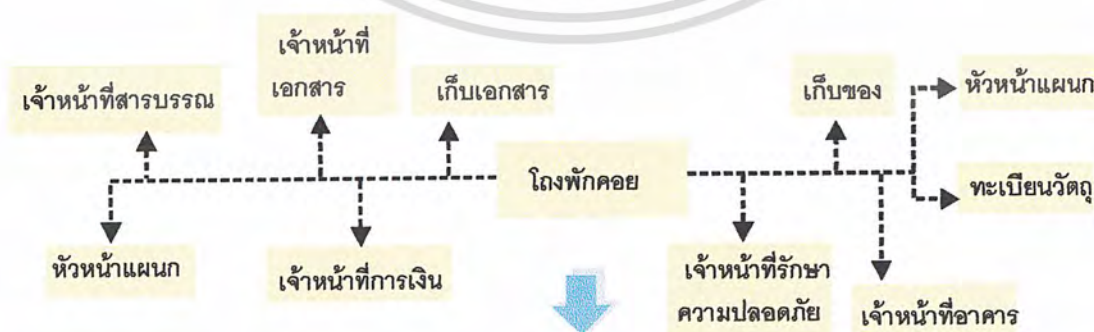 เจ้าหน้าที่สารบรรณ
เจ้าหน้าที่
เอกสาร
เก็บเอกสาร
เก็บของ
หัวหน้าแผนก
โถงพักคอย
ทะเบียนวัตถุ
หัวหน้าแผนก
เจ้าหน้าที่การเงิน
เจ้าหน้าที่รักษา
ความปลอดภัย
เจ้าหน้าที่อาคาร